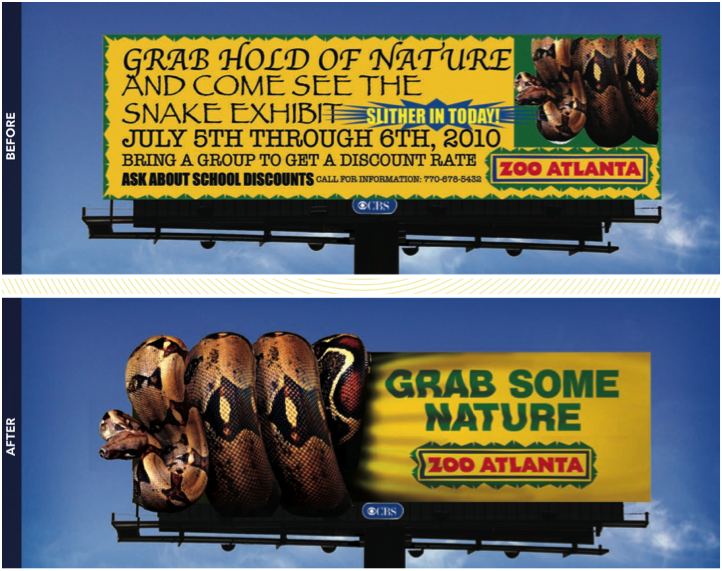 BEFORE
GRAB HOLD OF NATURE
AND COME SEE THE
SNAKE EXHIBIT
SLITHER IN TODAY!
JULY 5TH THROUGH 6TH, 2010
BRING A GROUP TO GET A DISCOUNT RATE
ASK ABOUT SCHOOL DISCOUNTS CALL FOR INFORMATION: 770-678-5432
ZOO ATLANTA
CBS
AFTER
GRAB SOME
NATURE
ZOO ATLANTA
CBS